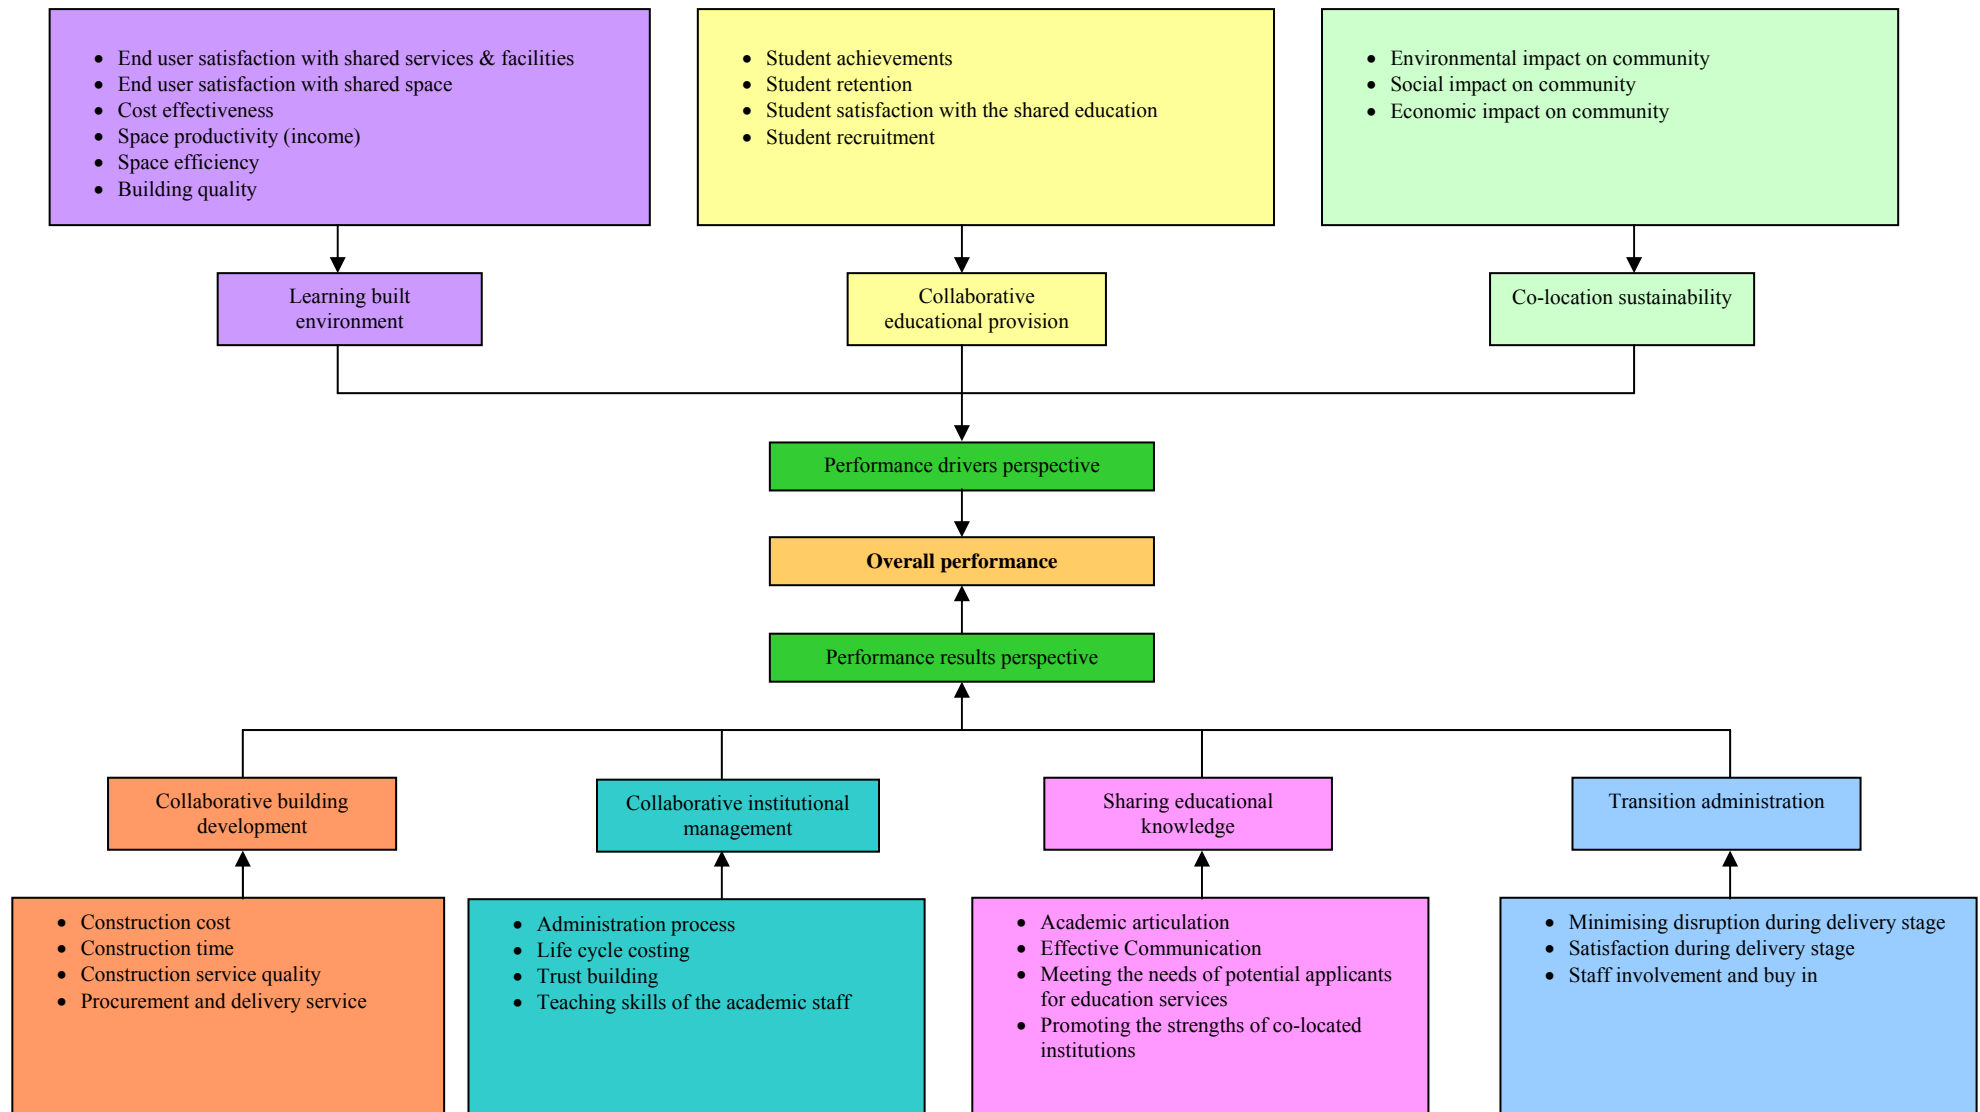 • End user satisfaction with shared services & facilities
• End user satisfaction with shared space
• Cost effectiveness
• Space productivity (income)
• Space efficiency
• Building quality
• Student achievements
• Student retention
• Student satisfaction with the shared education
• Student recruitment
• Environmental impact on community
• Social impact on community
• Economic impact on community
Learning built
environment
Collaborative
educational provision
Co-location sustainability
Performance drivers perspective
Overall performance
Performance results perspective
Collaborative building
development
Collaborative institutional
management
Sharing educational
knowledge
Transition administration
• Construction cost
• Construction time
• Construction service quality
• Procurement and delivery service
• Administration process
• Life cycle costing
• Trust building
• Teaching skills of the academic staff
• Academic articulation
• Effective Communication
• Meeting the needs of potential applicants
for education services
• Promoting the strengths of co-located
institutions
• Minimising disruption during delivery stage
• Satisfaction during delivery stage
• Staff involvement and buy in